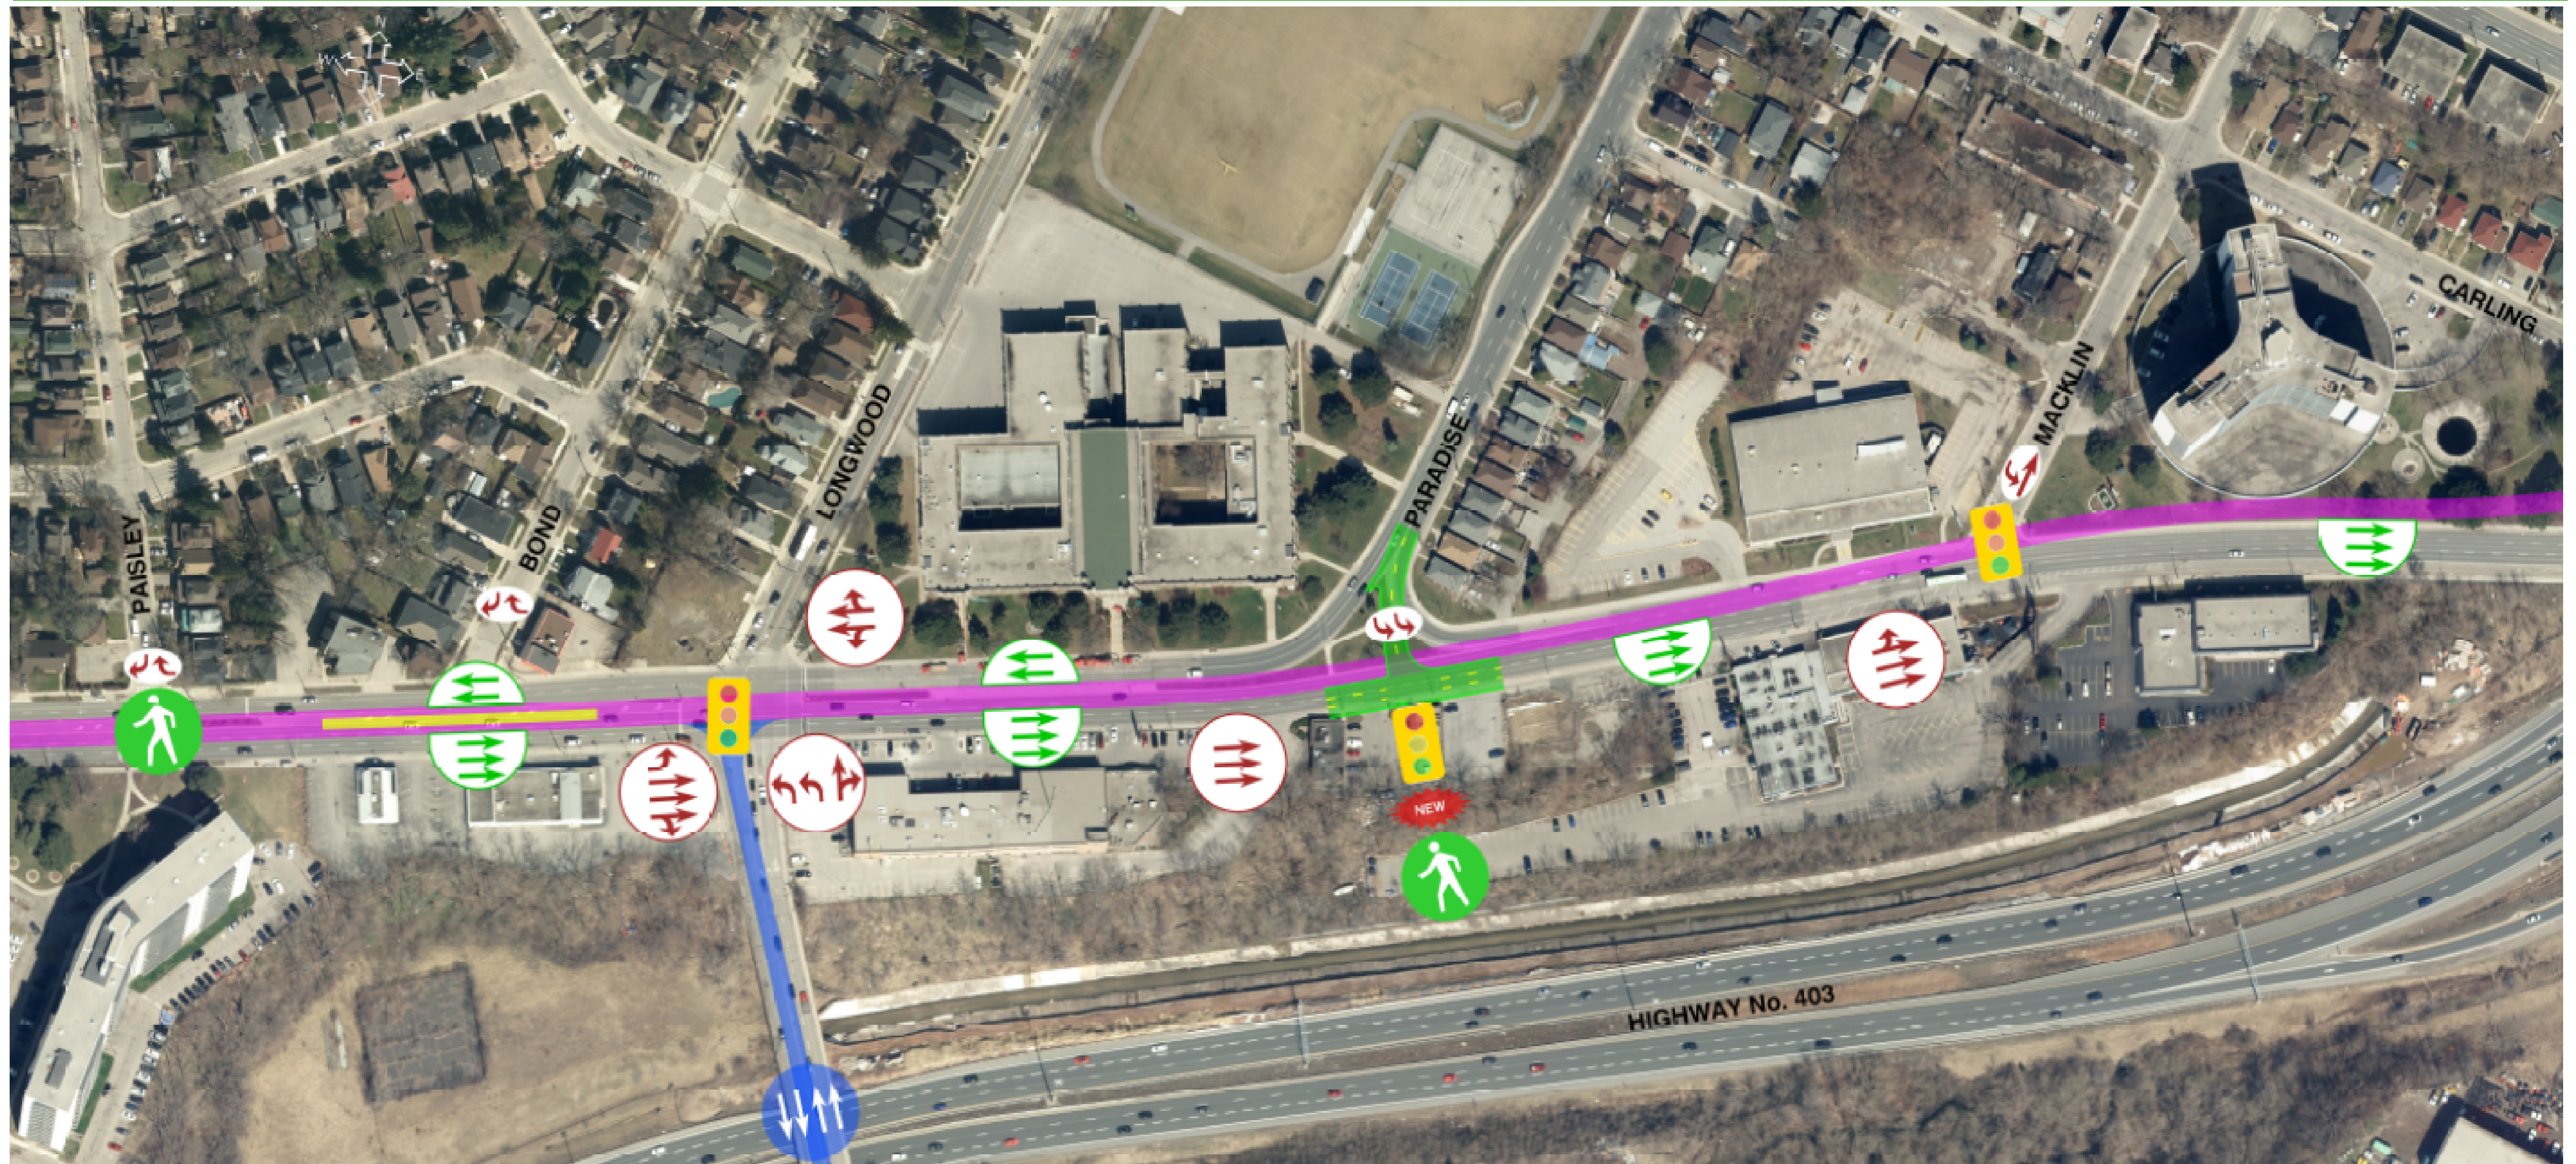 N
W
E
CARLING
MACKLIN
LONGWOOD
PARADISE
BOND
PAISLEY
NEW
HIGHWAY No. 403